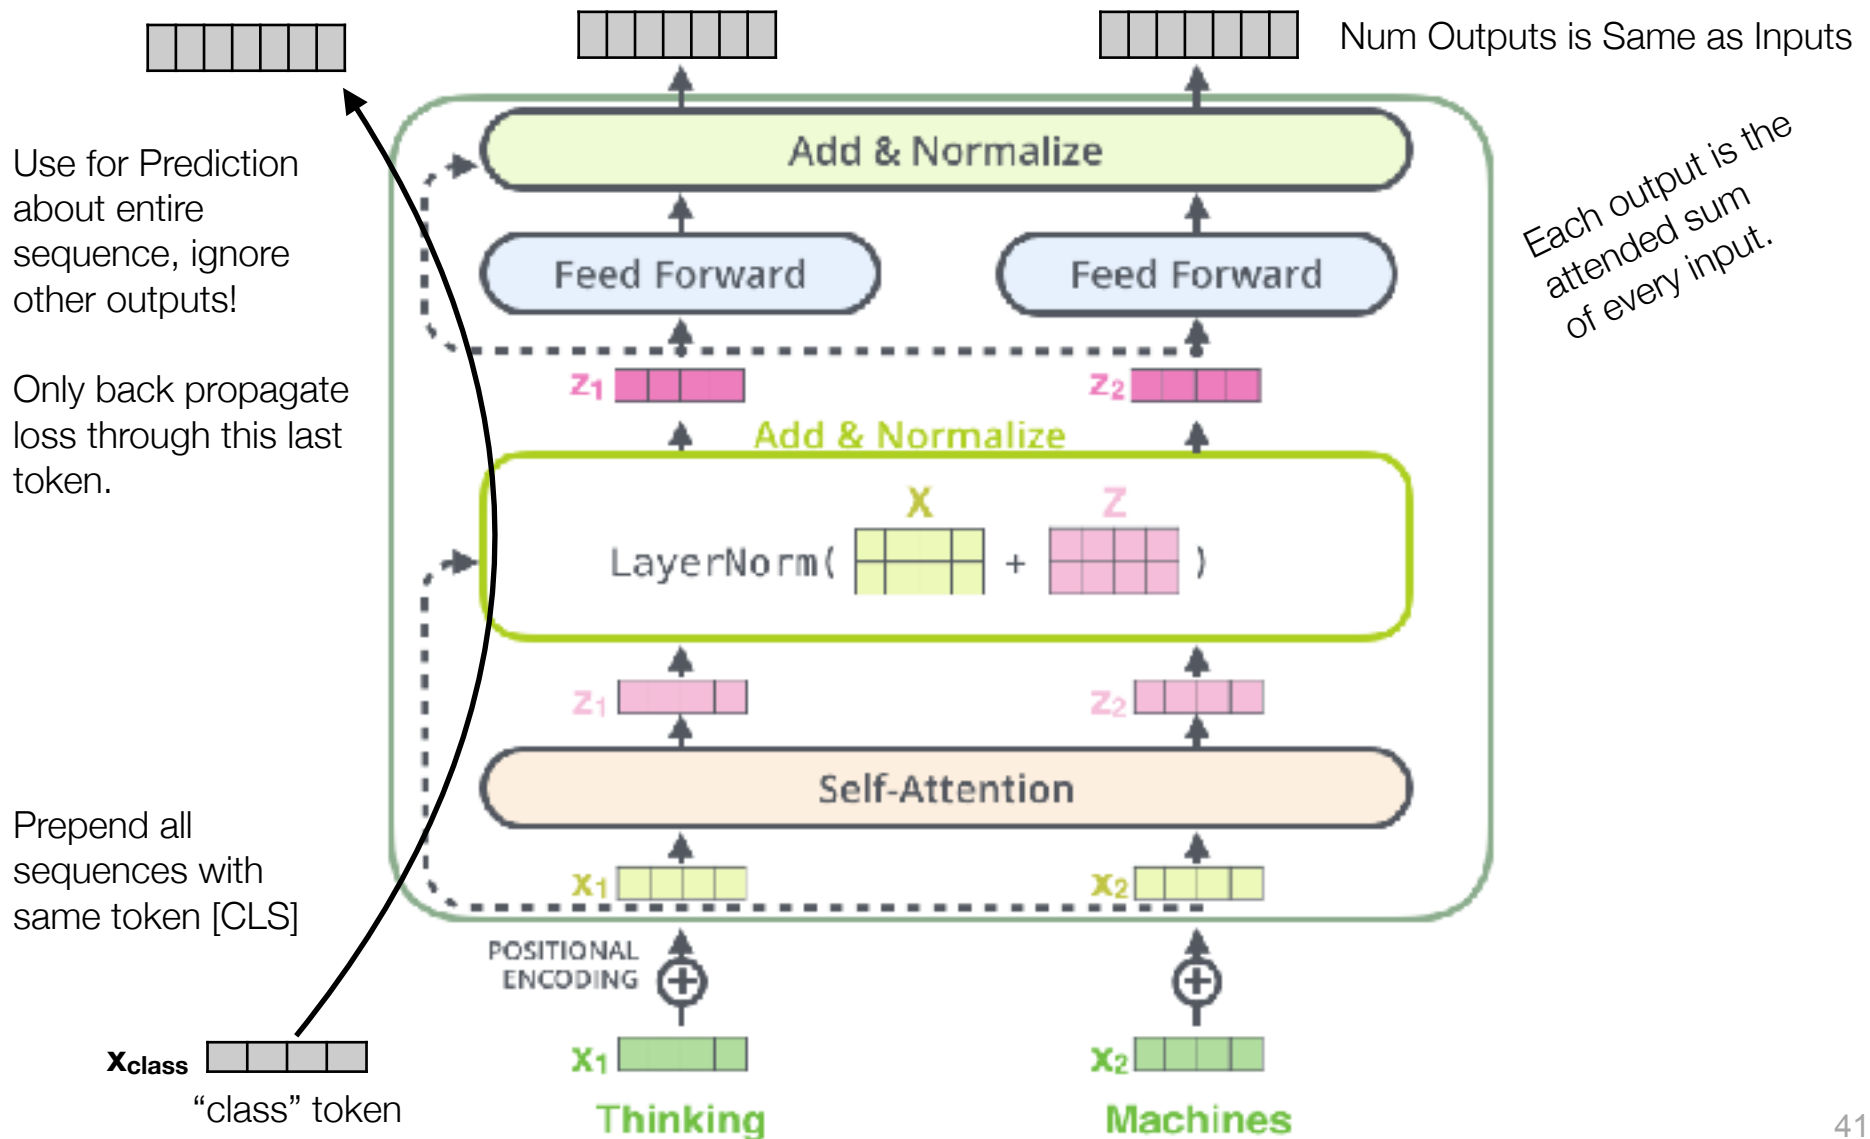 Num Outputs is Same as Inputs
Each output is the
attended sum
of every input.
Use for Prediction
about entire
sequence, ignore
other outputs!
Only back propagate
loss through this last
token.
Prepend all
sequences with
same token [CLS]
Add & Normalize
Feed Forward
Feed Forward
z1
z2
Add & Normalize
X
Z
LayerNorm( + )
z1
z2
Self-Attention
x1
x2
POSITIONAL
ENCODING
xclass
"class" token
x1
x2
Thinking
Machines
41